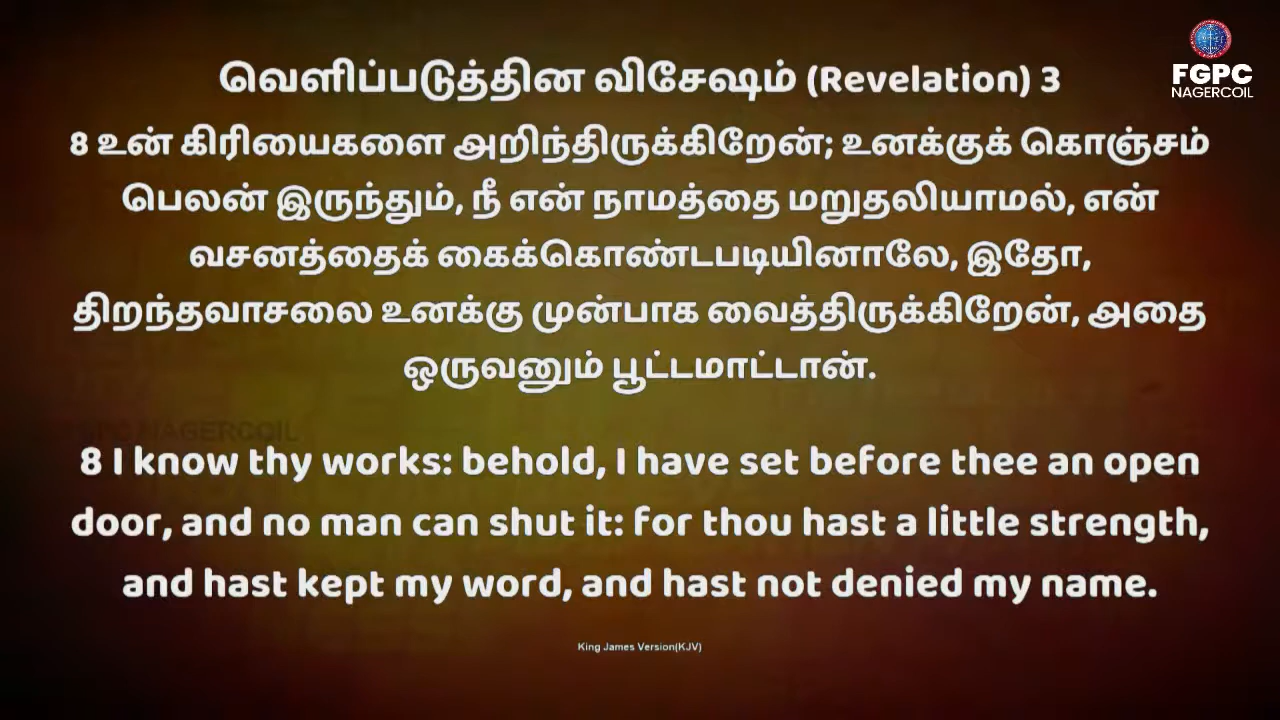 FGPC
NAGERCOIL
வெளிப்படுத்தின விசேஷம் (Revelation) 3
8 உன் கிரியைகளை அறிந்திருக்கிறேன்; உனக்குக் கொஞ்சம்
பெலன் இருந்தும், நீ என் நாமத்தை மறுதலியாமல், என்
வசனத்தைக் கைக்கொண்டபடியினாலே, இதோ,
திறந்தவாசலை உனக்கு முன்பாக வைத்திருக்கிறேன், அதை
ஒருவனும் பூட்டமாட்டான்.
FGPC NAGERCOIL
8 I know thy works: behold, I have set before thee an open
door, and no man can shut it: for thou hast a little strength,
and hast kept my word, and hast not denied my name.
King James Version(KJV)